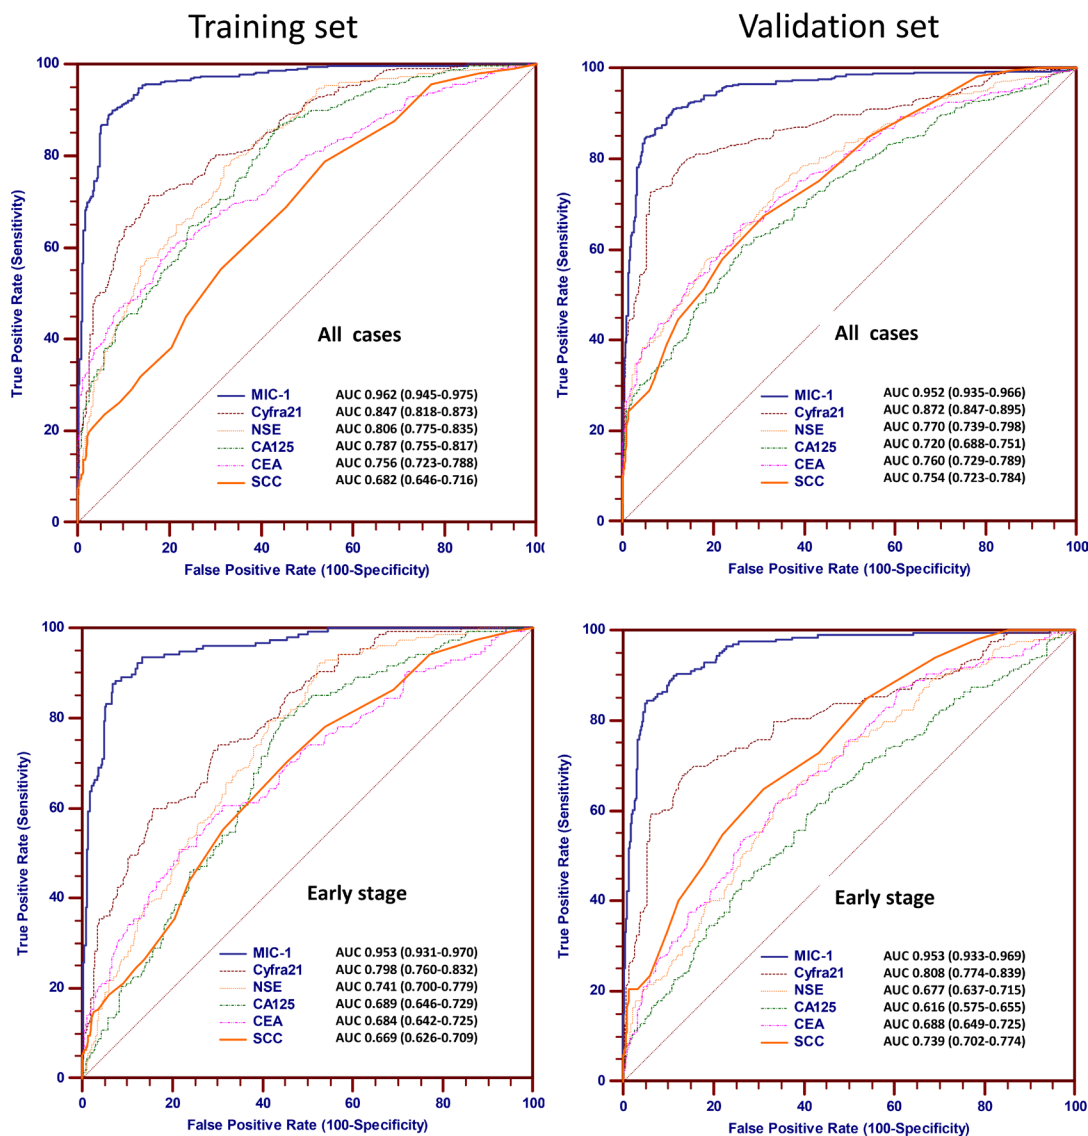 Training set
Validation set
100
80
60
40
20
0
True Positive Rate (Sensitivity)
All cases
MIC-1 AUC 0.962 (0.945-0.975)
Cyfra21 AUC 0.847 (0.818-0.873)
NSE AUC 0.806 (0.775-0.835)
CA125 AUC 0.787 (0.755-0.817)
CEA AUC 0.756 (0.723-0.788)
SCC AUC 0.682 (0.646-0.716)
0 20 40 60 80 100
False Positive Rate (100-Specificity)
100
80
60
40
20
0
True Positive Rate (Sensitivity)
All cases
MIC-1 AUC 0.952 (0.935-0.966)
Cyfra21 AUC 0.872 (0.847-0.895)
NSE AUC 0.770 (0.739-0.798)
CA125 AUC 0.720 (0.688-0.751)
CEA AUC 0.760 (0.729-0.789)
SCC AUC 0.754 (0.723-0.784)
0 20 40 60 80 100
False Positive Rate (100-Specificity)
100
80
60
40
20
0
True Positive Rate (Sensitivity)
Early stage
MIC-1 AUC 0.953 (0.931-0.970)
Cyfra21 AUC 0.798 (0.760-0.832)
NSE AUC 0.741 (0.700-0.779)
CA125 AUC 0.689 (0.646-0.729)
CEA AUC 0.684 (0.642-0.725)
SCC AUC 0.669 (0.626-0.709)
0 20 40 60 80 100
False Positive Rate (100-Specificity)
100
80
60
40
20
0
True Positive Rate (Sensitivity)
Early stage
MIC-1 AUC 0.953 (0.933-0.969)
Cyfra21 AUC 0.808 (0.774-0.839)
NSE AUC 0.677 (0.637-0.715)
CA125 AUC 0.616 (0.575-0.655)
CEA AUC 0.688 (0.649-0.725)
SCC AUC 0.739 (0.702-0.774)
0 20 40 60 80 100
False Positive Rate (100-Specificity)